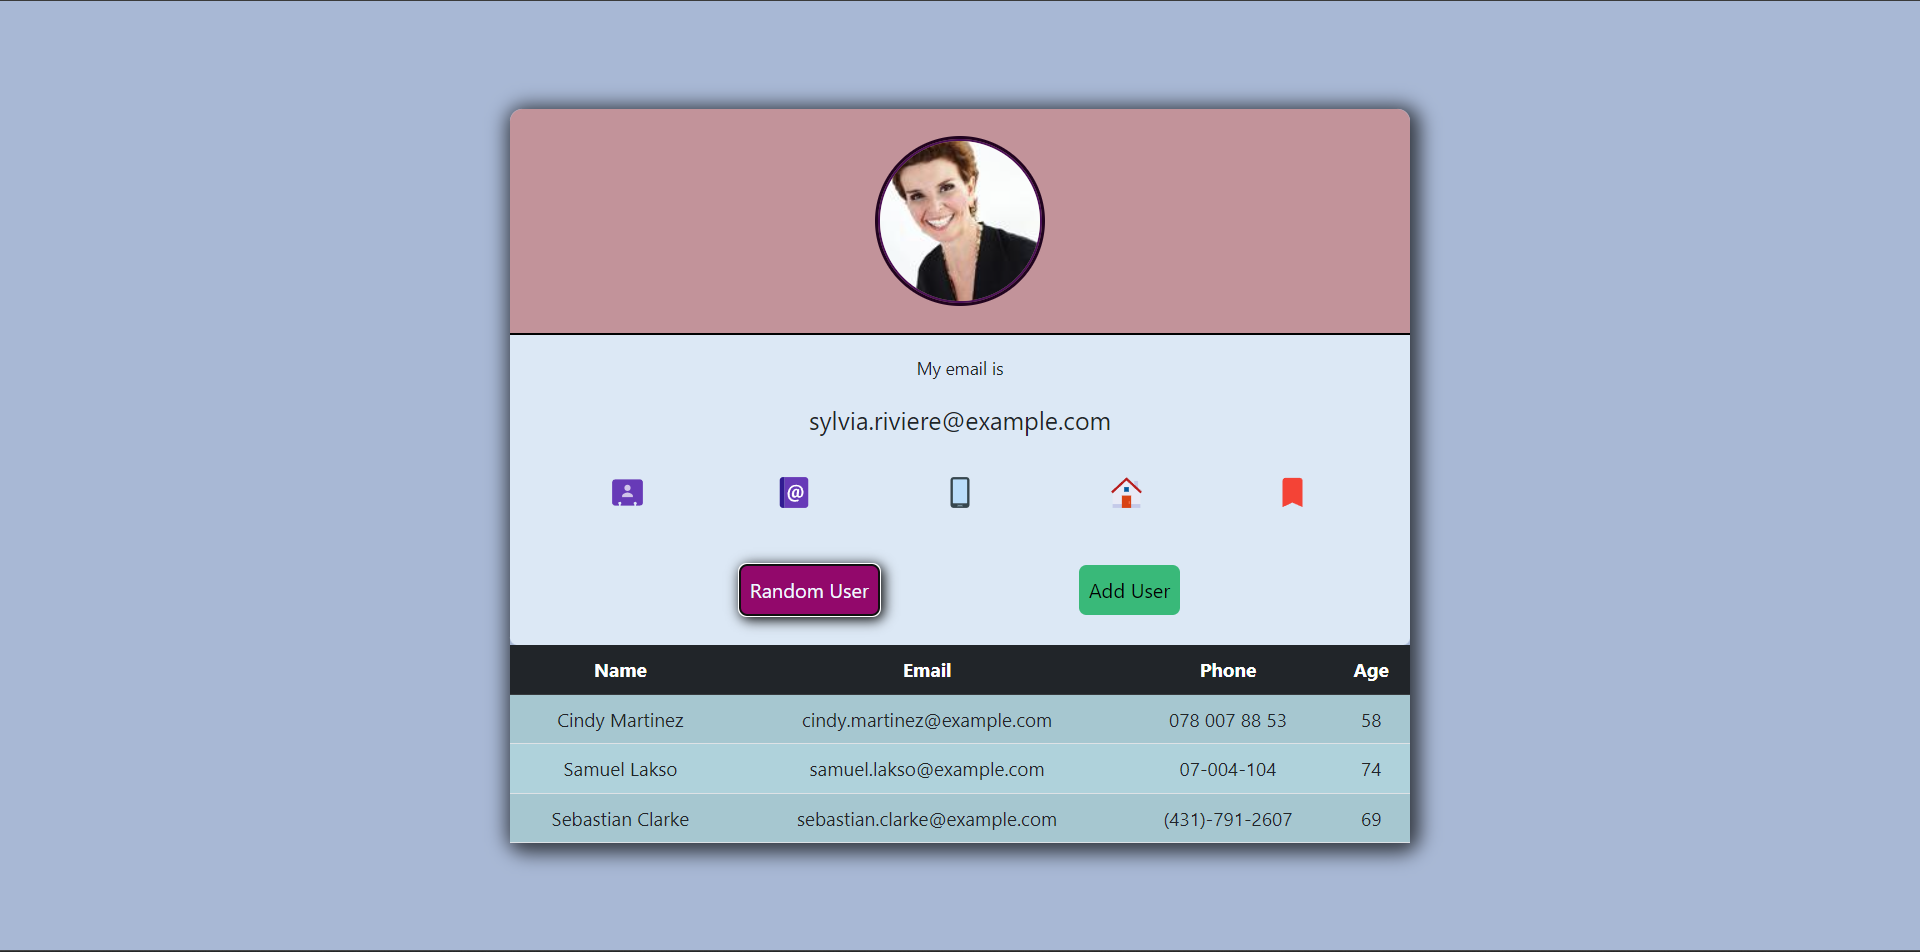 My email is
sylvia.riviere@example.com
@
Random User Add User
Name Email Phone Age
Cindy Martinez cindy.martinez@example.com 078 007 88 53 58
Samuel Lakso samuel.lakso@example.com 07-004-104 74
Sebastian Clarke sebastian.clarke@example.com (431)-791-2607 69